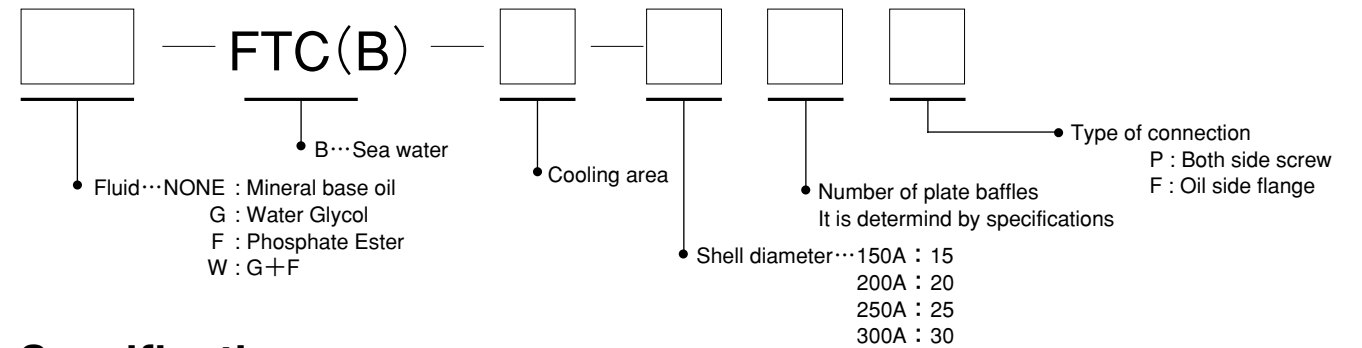 FTC(B)
B…Sea water
Fluid…NONE : Mineral base oil
G : Water Glycol
F : Phosphate Ester
W : G+F
Cooling area
Shell diameter…150A : 15
200A : 20
250A : 25
300A : 30
Number of plate baffles
It is determind by specifications
Type of connection
P : Both side screw
F : Oil side flange